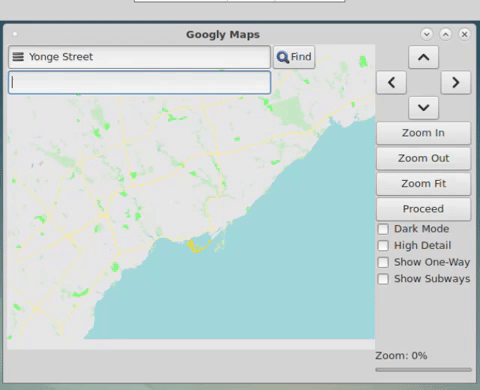 Googly Maps
Yonge Street
Find
Zoom In
Zoom Out
Zoom Fit
Proceed
Dark Mode
High Detail
Show One-Way
Show Subways
Zoom: 0%